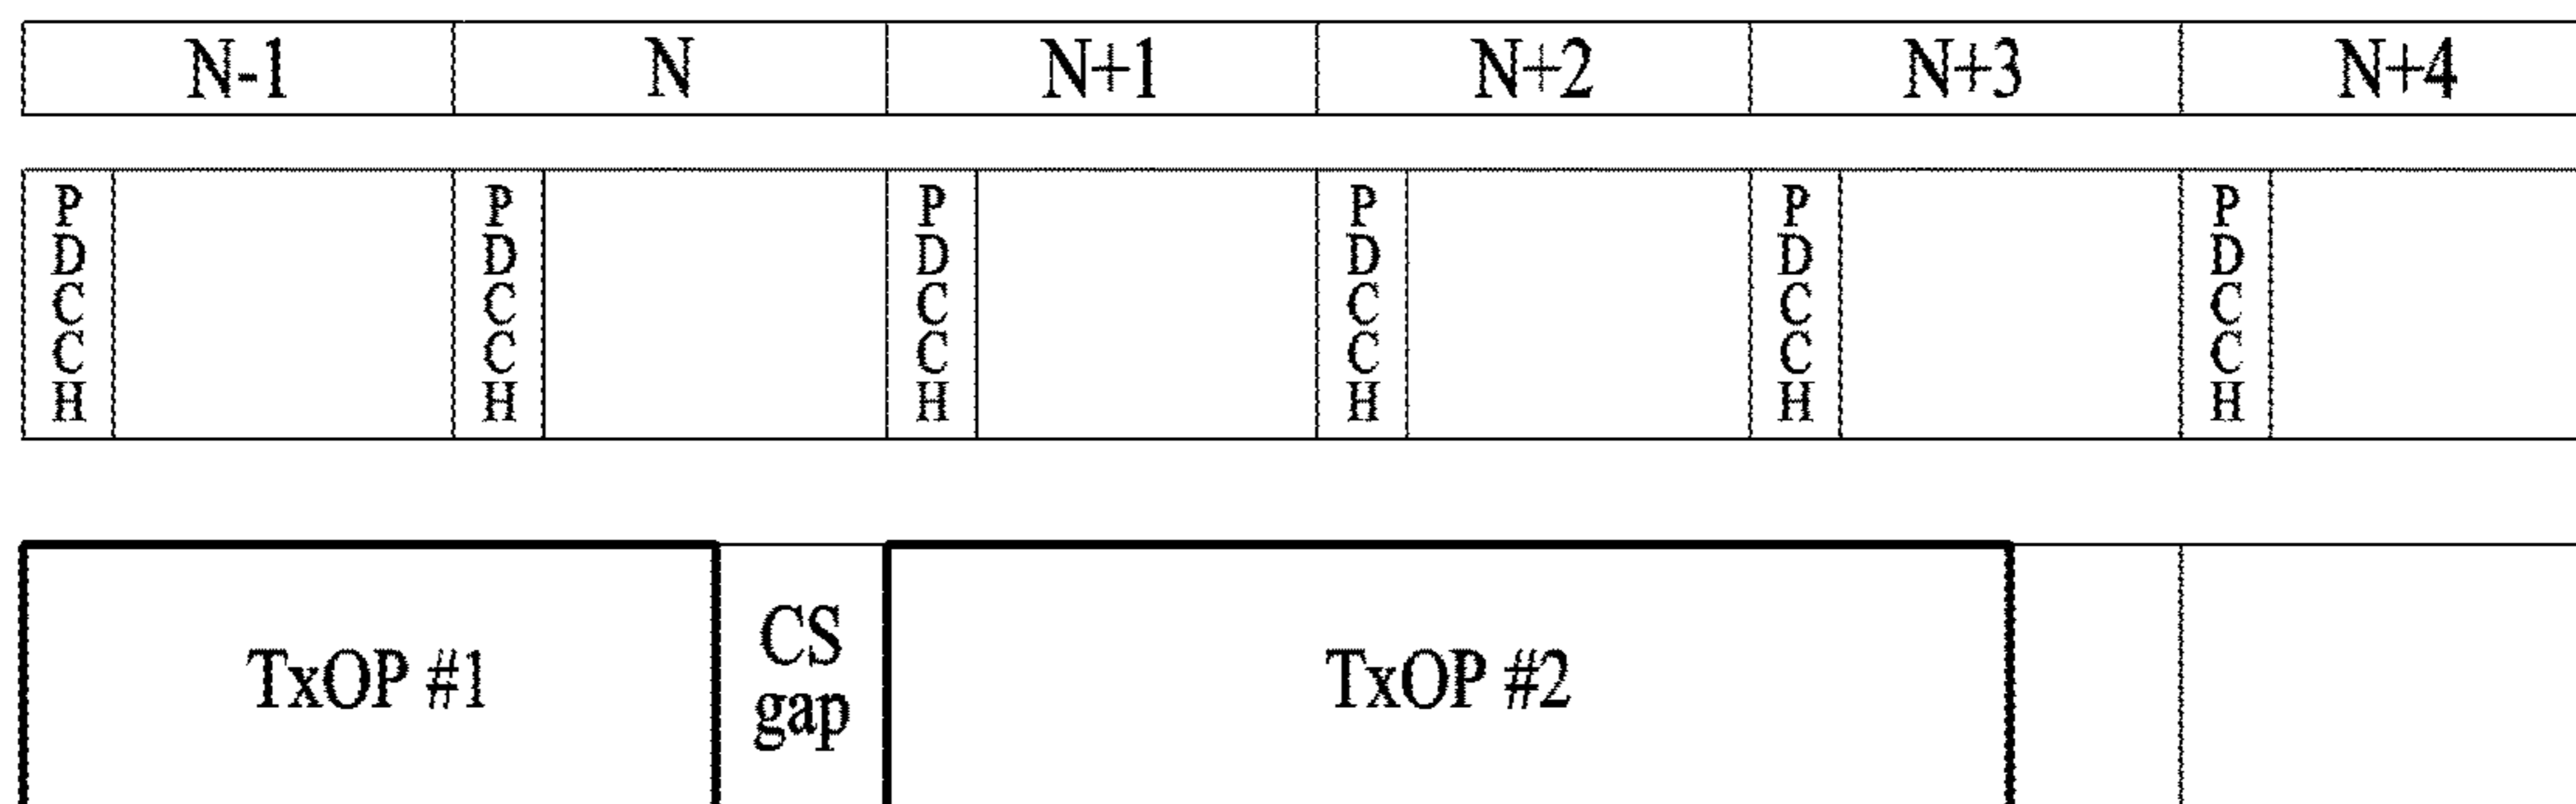 N-1 N N+1 N+2 N+3 N+4
PDCCH PDCCH PDCCH PDCCH PDCCH PDCCH
TxOP #1 CS gap TxOP #2